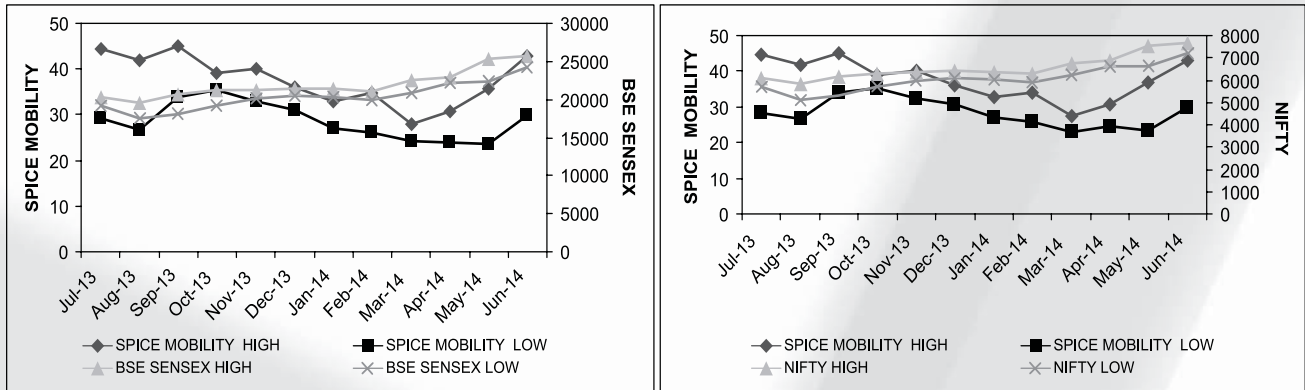 SPICE MOBILITY
50
40
30
20
10
0
30000
25000
20000
15000
10000
5000
0
BSE SENSEX
Jul-13
Aug-13
Sep-13
Oct-13
Nov-13
Dec-13
Jan-14
Feb-14
Mar-14
Apr-14
May-14
Jun-14
SPICE MOBILITY HIGH
SPICE MOBILITY LOW
BSE SENSEX HIGH
BSE SENSEX LOW
SPICE MOBILITY
50
40
30
20
10
0
8000
7000
6000
5000
4000
3000
2000
1000
0
NIFTY
Jul-13
Aug-13
Sep-13
Oct-13
Nov-13
Dec-13
Jan-14
Feb-14
Mar-14
Apr-14
May-14
Jun-14
SPICE MOBILITY HIGH
SPICE MOBILITY LOW
NIFTY HIGH
NIFTY LOW